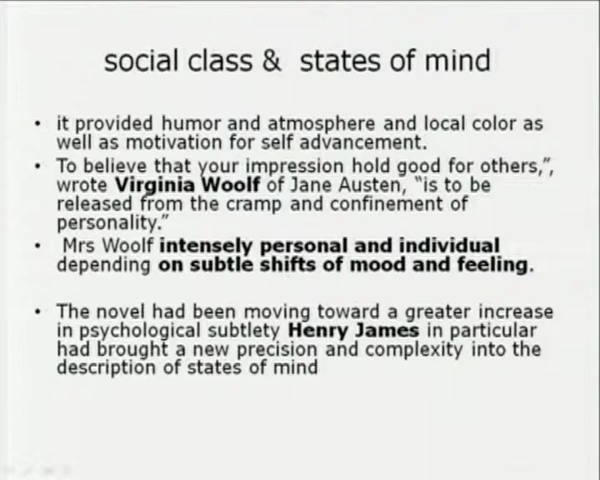 social class &  states of mind
• it provided humor and atmosphere and local color as
well as motivation for self advancement.
• To believe that your impression hold good for others,”,
wrote Virginia Woolf of Jane Austen, “is to be
released from the cramp and confinement of
personality.”
• Mrs Woolf intensely personal and individual
depending on subtle shifts of mood and feeling.
• The novel had been moving toward a greater increase
in psychological subtlety Henry James in particular
had brought a new precision and complexity into the
description of states of mind